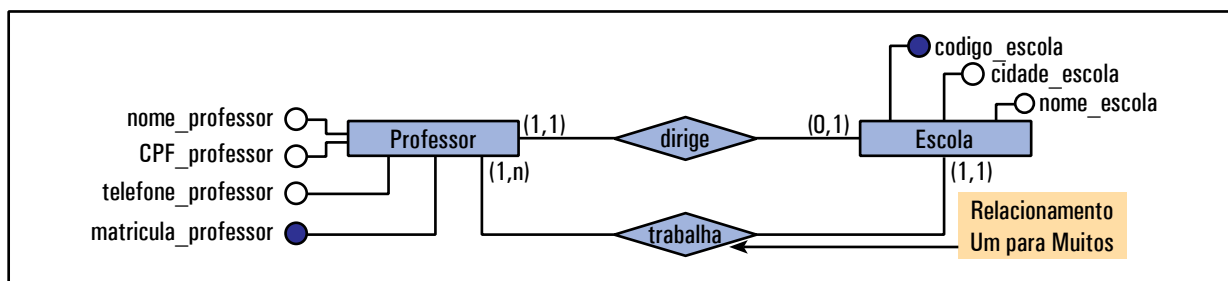 codigo_escola
cidade_escola
nome_escola
nome_professor
CPF_professor
telefone_professor
matricula_professor
Professor
(1,1)
dirige
(0,1)
Escola
(1,n)
(1,1)
trabalha
Relacionamento
Um para Muitos